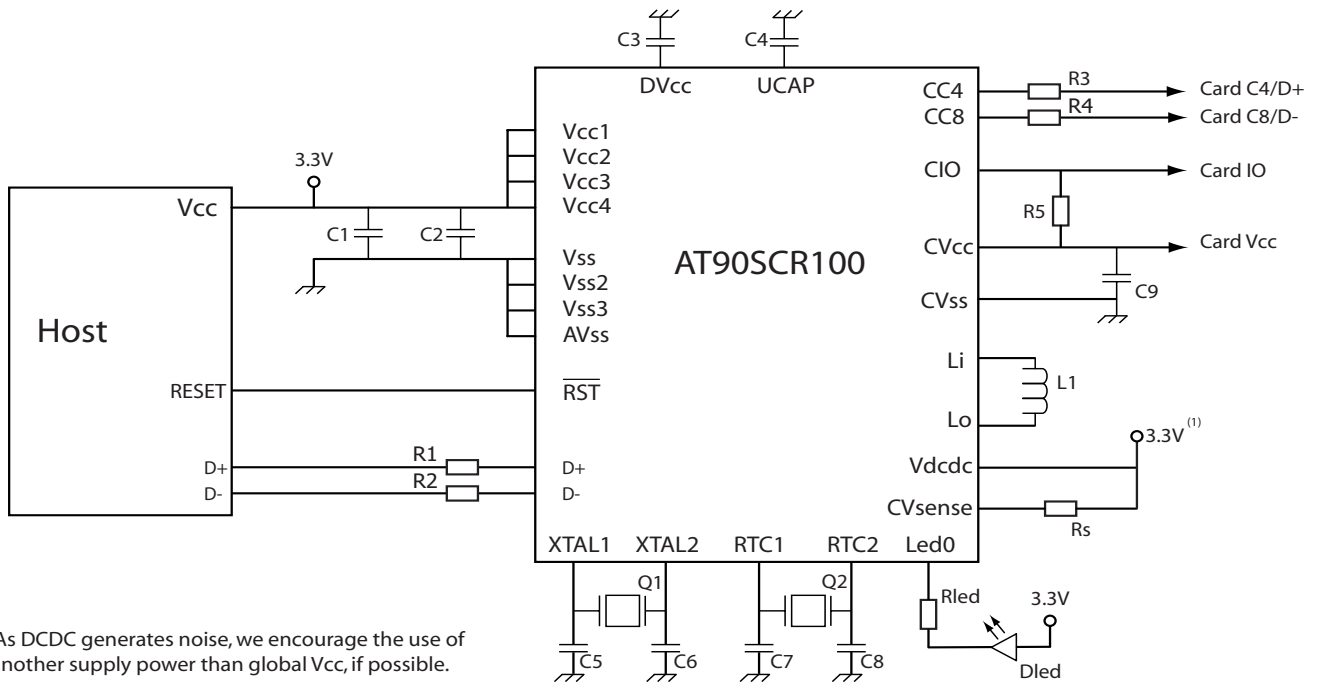 C3
C4
DVcc
UCAP
CC4
R3
Card C4/D+
CC8
R4
Card C8/D-
Vcc1
Vcc2
Vcc3
Vcc4
3.3V
Vcc
C1
C2
CIO
Card IO
R5
CVcc
Card Vcc
Vss
Vss2
Vss3
AVss
AT90SCR100
CVss
C9
Host
Li
L1
Lo
RESET
RST
3.3V (1)
Vdcdc
CVsense
Rs
D+
R1
D+
D-
R2
D-
XTAL1
XTAL2
RTC1
RTC2
Led0
Q1
Q2
Rled
3.3V
C5
C6
C7
C8
Dled
As DCDC generates noise, we encourage the use of
nother supply power than global Vcc, if possible.